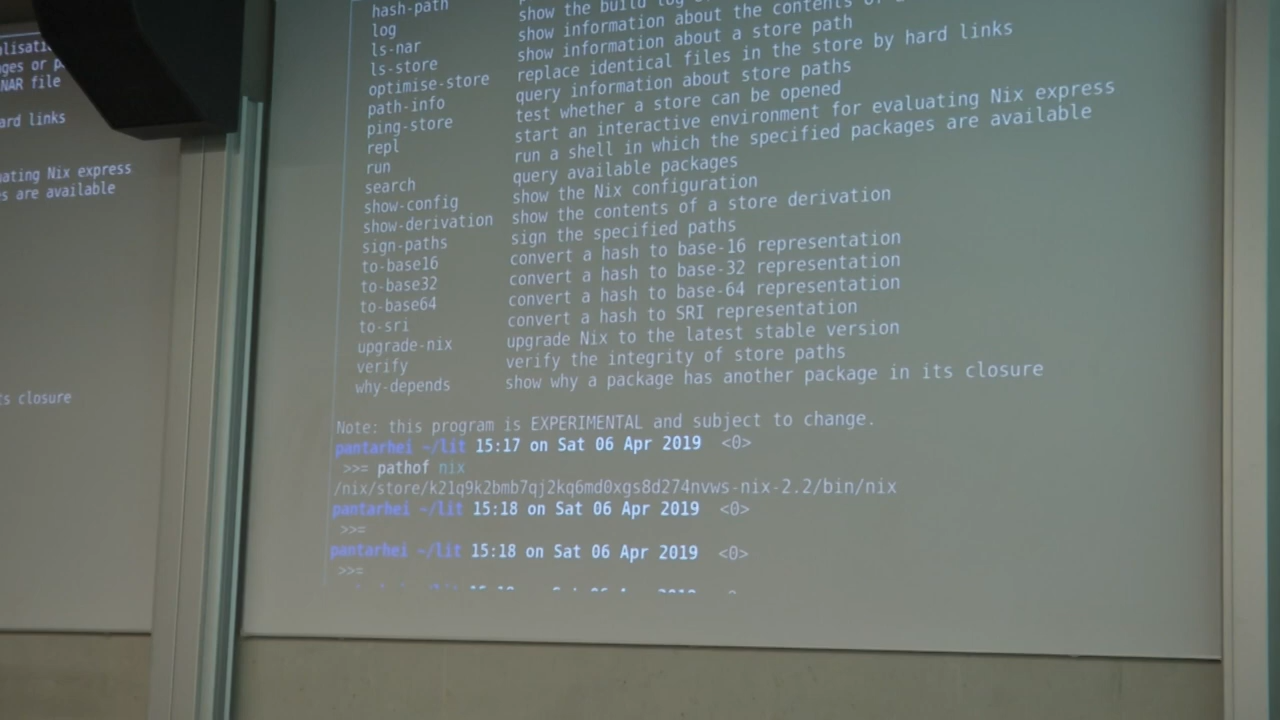 alisati
ges or p
NAR file
ard links
uating Nix express
s are available
ts closure
hash-path
log show the build log
ls-nar show information about the contents of a
ls-store show information about a store path
optimise-store replace identical files in the store by hard links
path-info query information about store paths
ping-store test whether a store can be opened
repl start an interactive environment for evaluating Nix express
run run a shell in which the specified packages are available
search query available packages
show-config show the Nix configuration
show-derivation show the contents of a store derivation
sign-paths sign the specified paths
to-base16 convert a hash to base-16 representation
to-base32 convert a hash to base-32 representation
to-base64 convert a hash to base-64 representation
to-sri convert a hash to SRI representation
upgrade-nix upgrade Nix to the latest stable version
verify verify the integrity of store paths
why-depends show why a package has another package in its closure
Note: this program is EXPERIMENTAL and subject to change.
pantarhei ~/lit 15:17 on Sat 06 Apr 2019 <0>
>>= pathof nix
/nix/store/k21q9k2bmb7qj2kq6md0xgs8d274nvws-nix-2.2/bin/nix
pantarhei ~/lit 15:18 on Sat 06 Apr 2019 <0>
>>=
pantarhei ~/lit 15:18 on Sat 06 Apr 2019 <0>
>>=